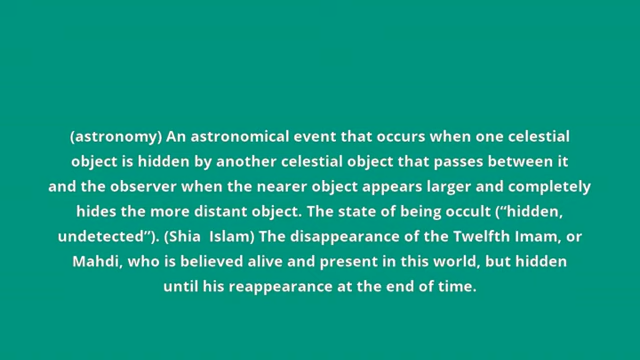 (astronomy) An astronomical event that occurs when one celestial
object is hidden by another celestial object that passes between it
and the observer when the nearer object appears larger and completely
hides the more distant object. The state of being occult (“hidden,
undetected”). (Shia Islam) The disappearance of the Twelfth Imam, or
Mahdi, who is believed alive and present in this world, but hidden
until his reappearance at the end of time.